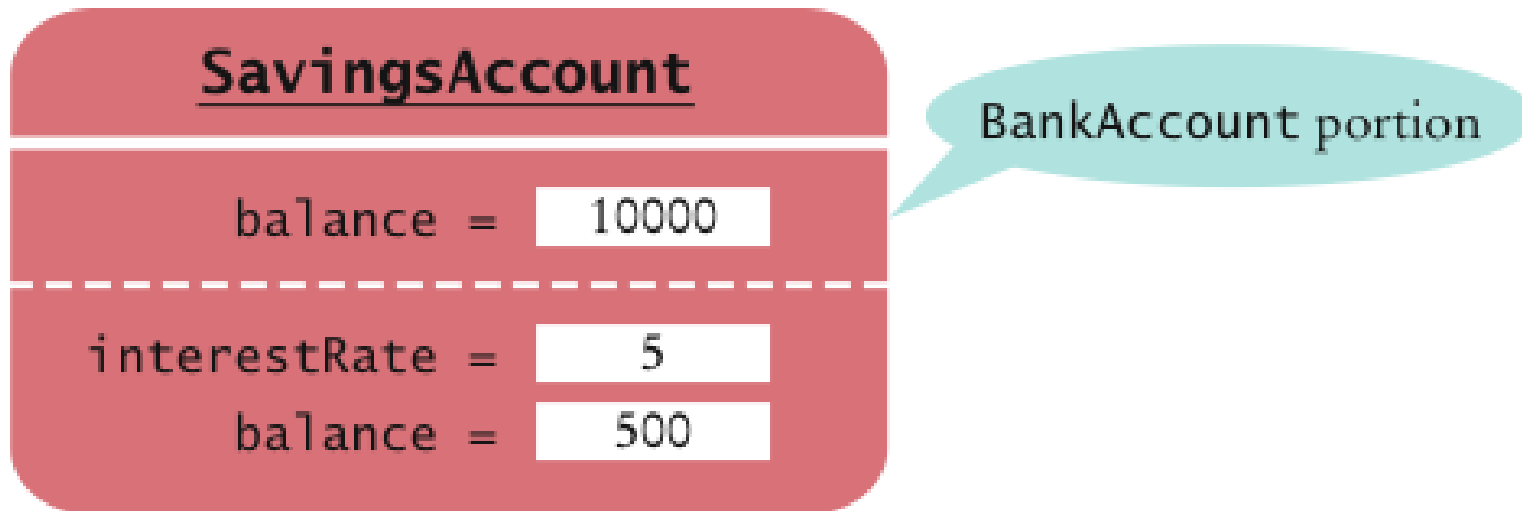 SavingsAccount
BankAccount portion
balance = 10000
interestRate = 5
balance = 500